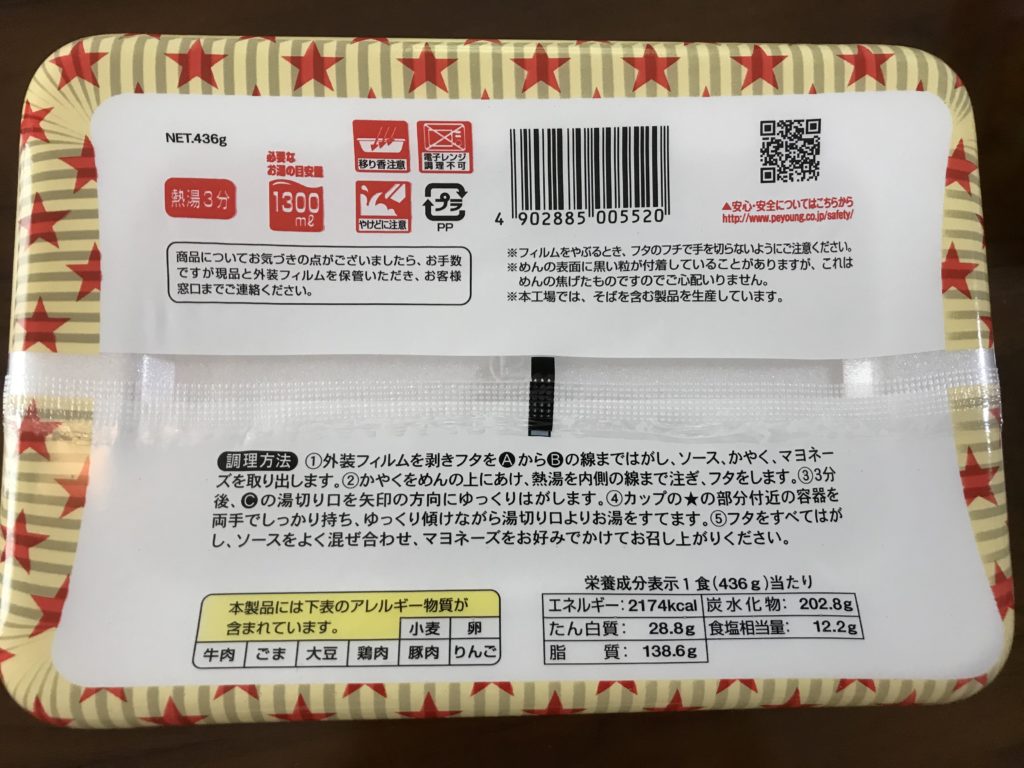 NET.436g
移り香注意
電子レンジ
調理不可
必要な
お湯の目安量
熱湯3分
1300
mℓ
やけどに注意
プラ
PP
4 902885 005520
▲安心・安全についてはこちらから
http://www.peyoung.co.jp/safety/
商品についてお気づきの点がございましたら、お手数
ですが現品と外装フィルムを保管いただき、お客様
窓口までご連絡ください。
※フィルムをやぶるとき、フタのフチで手を切らないようにご注意ください。
※めんの表面に黒い粒が付着していることがありますが、これは
めんの焦げたものですのでご心配いりません。
※本工場では、そばを含む製品を生産しています。
調理方法 ①外装フィルムを剥きフタをAからBの線まではがし、ソース、かやく、マヨネー
ズを取り出します。②かやくをめんの上にあけ、熱湯を内側の線まで注ぎ、フタをします。③3分
後、Cの湯切り口を矢印の方向にゆっくりはがします。④カップの★の部分付近の容器を
両手でしっかり持ち、ゆっくり傾けながら湯切り口よりお湯をすてます。⑤フタをすべてはが
し、ソースをよく混ぜ合わせ、マヨネーズをお好みでかけてお召し上がりください。
本製品には下表のアレルギー物質が
含まれています。 小麦 卵
牛肉 ごま 大豆 鶏肉 豚肉 りんご
栄養成分表示1食(436g)当たり
エネルギー:2174kcal 炭水化物: 202.8g
たん白質: 28.8g 食塩相当量: 12.2g
脂 質: 138.6g